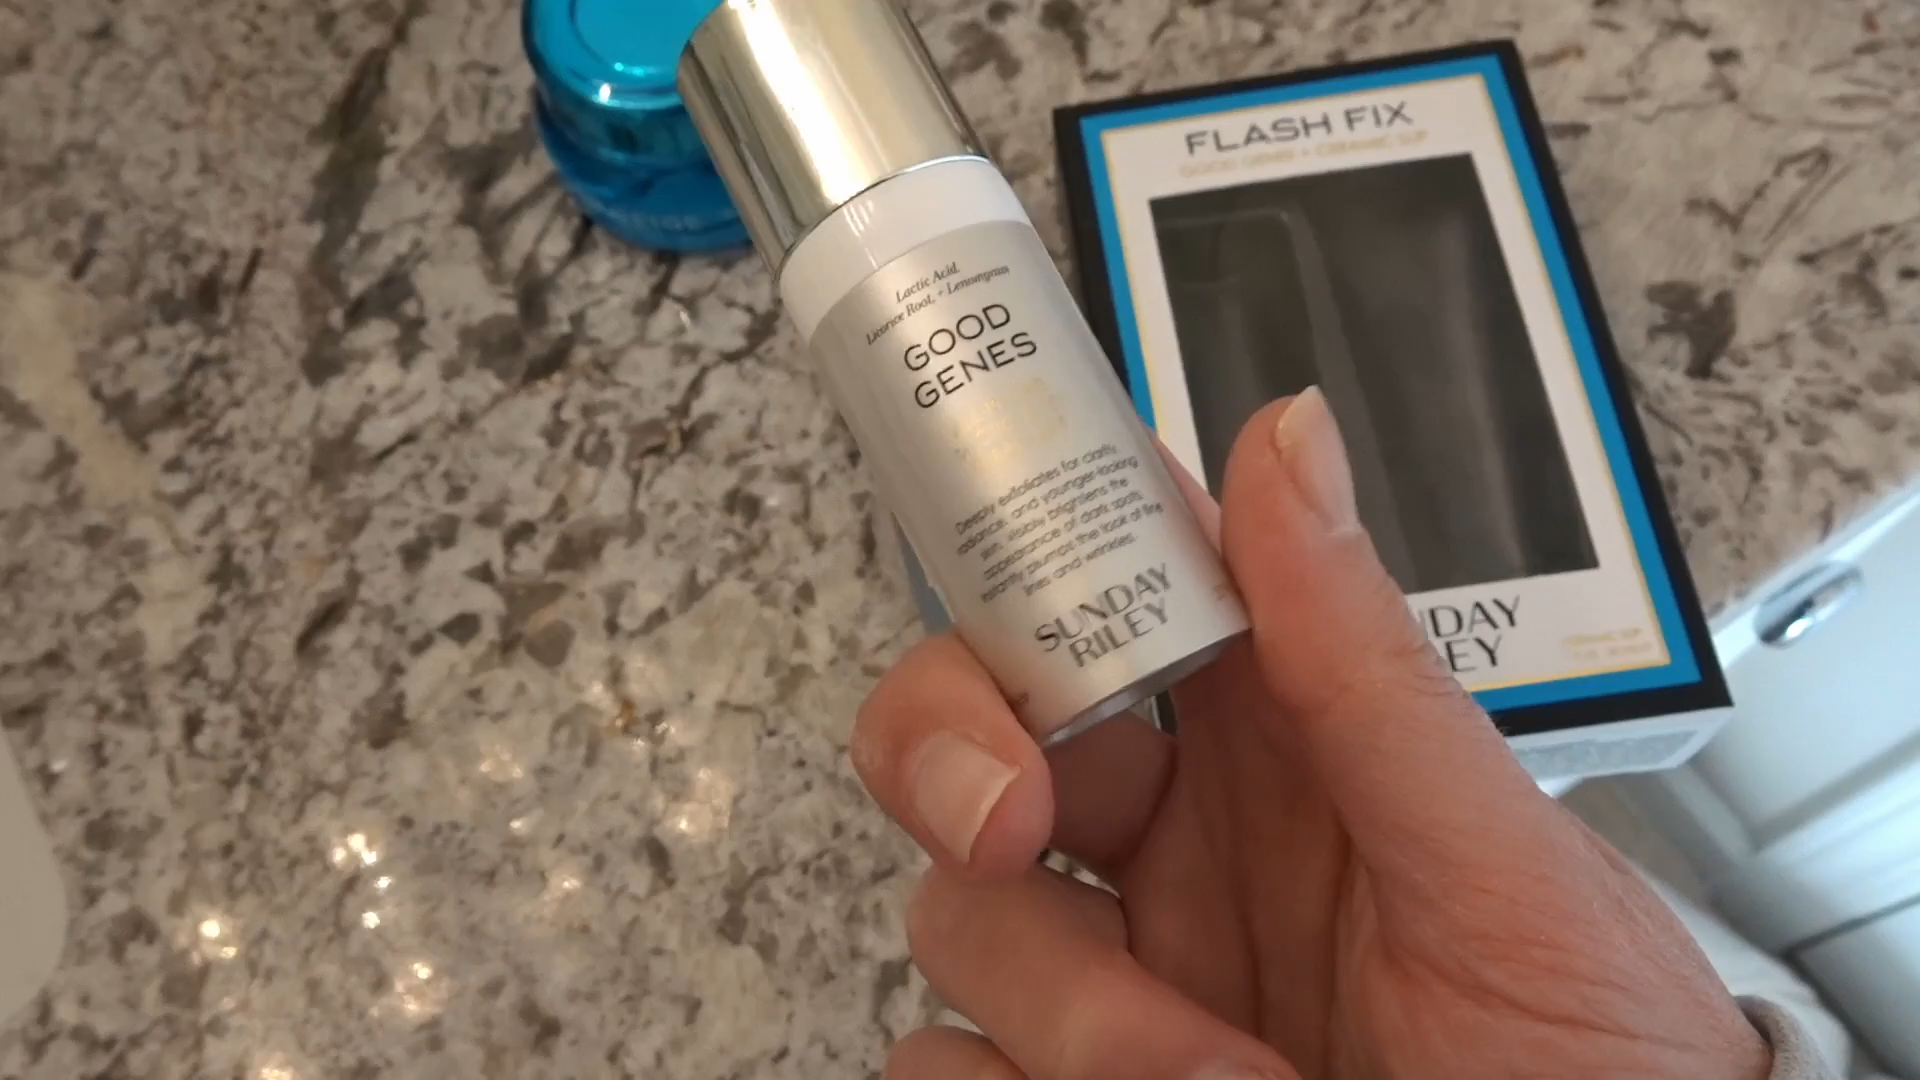 Lactic Acid,
Licorice Root, + Lemongrass
GOOD
GENES
Deeply exfoliates for clarity,
radiance, and younger-looking
skin. Visibly brightens the
appearance of dark spots,
instantly plumps the look of fine
lines and wrinkles.
SUNDAY
RILEY
FLASH FIX
GOOD GENES + CERAMIC SLIP
NDAY
EY